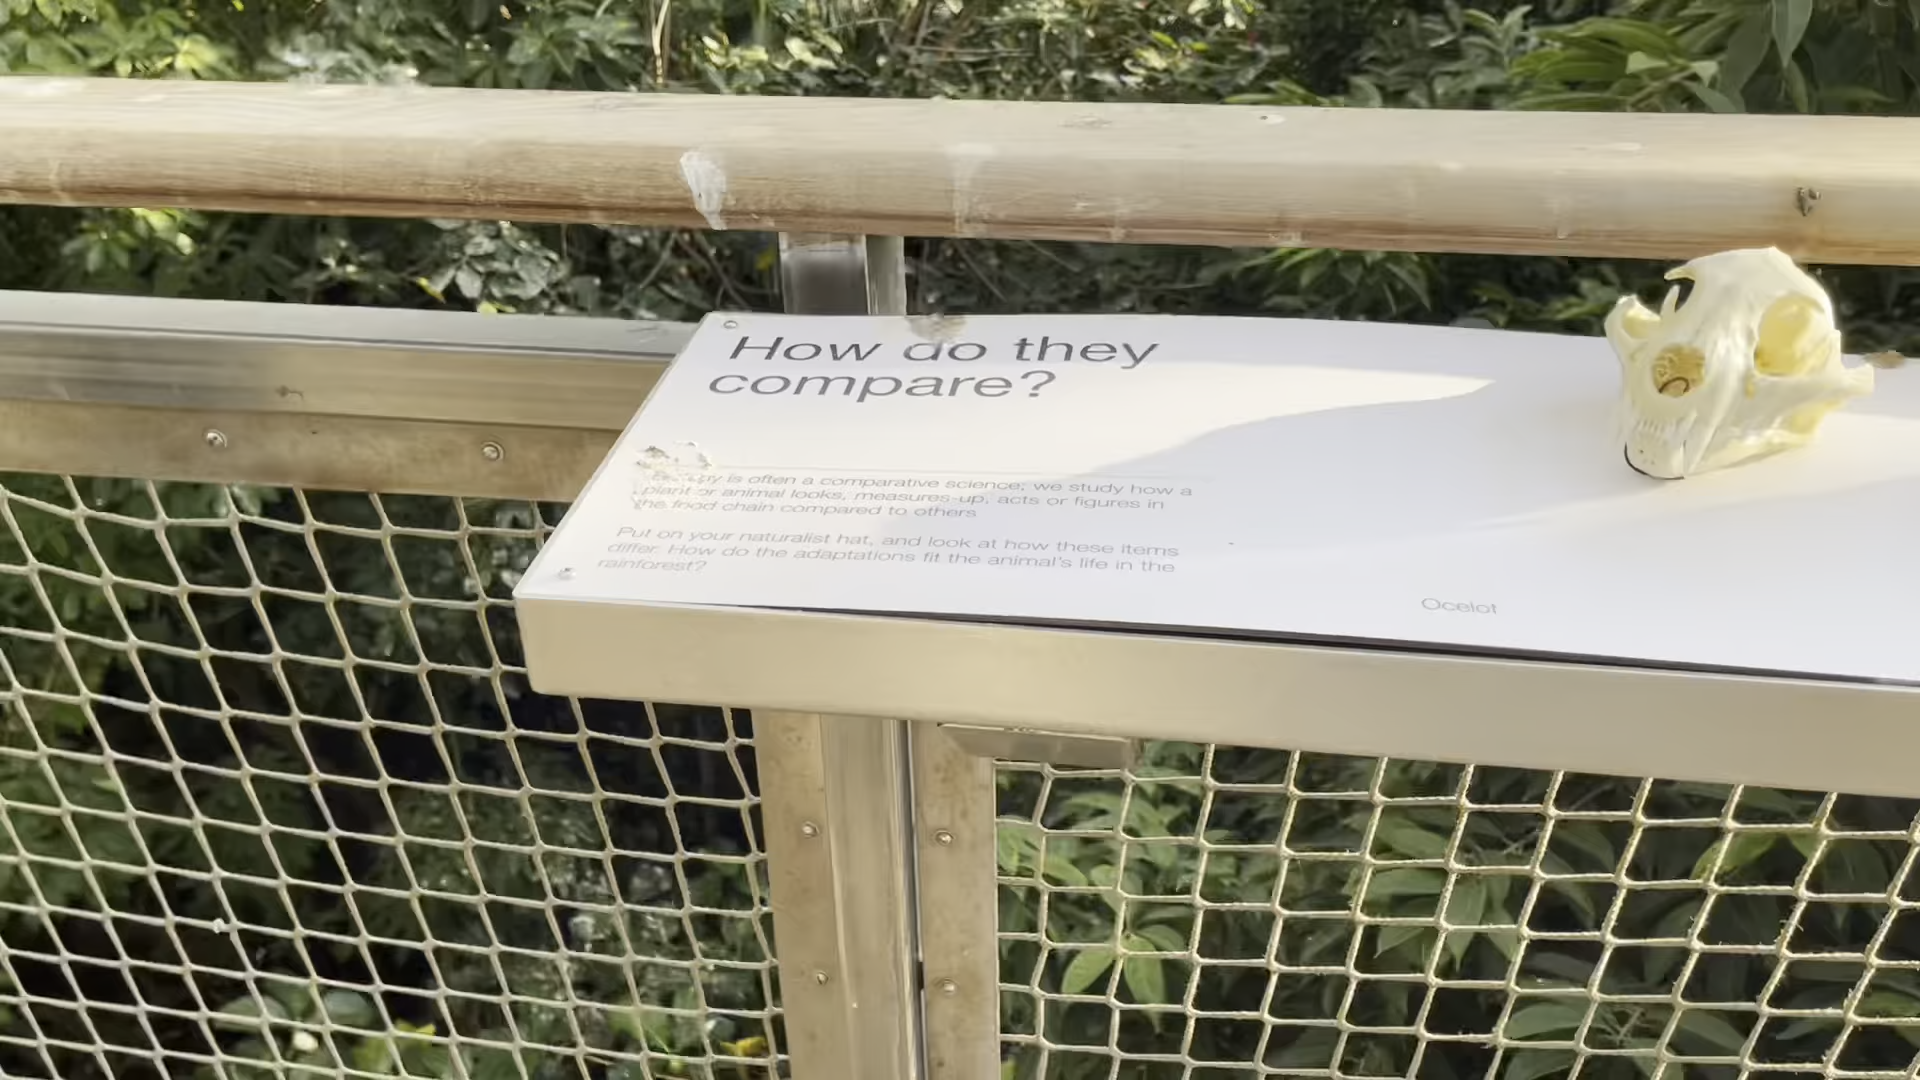 How do they
compare?
is often a comparative science; we study how a
plant or animal looks, measures-up, acts or figures in
the food chain compared to others
Put on your naturalist hat, and look at how these items
differ. How do the adaptations fit the animal's life in the
rainforest?
Ocelot